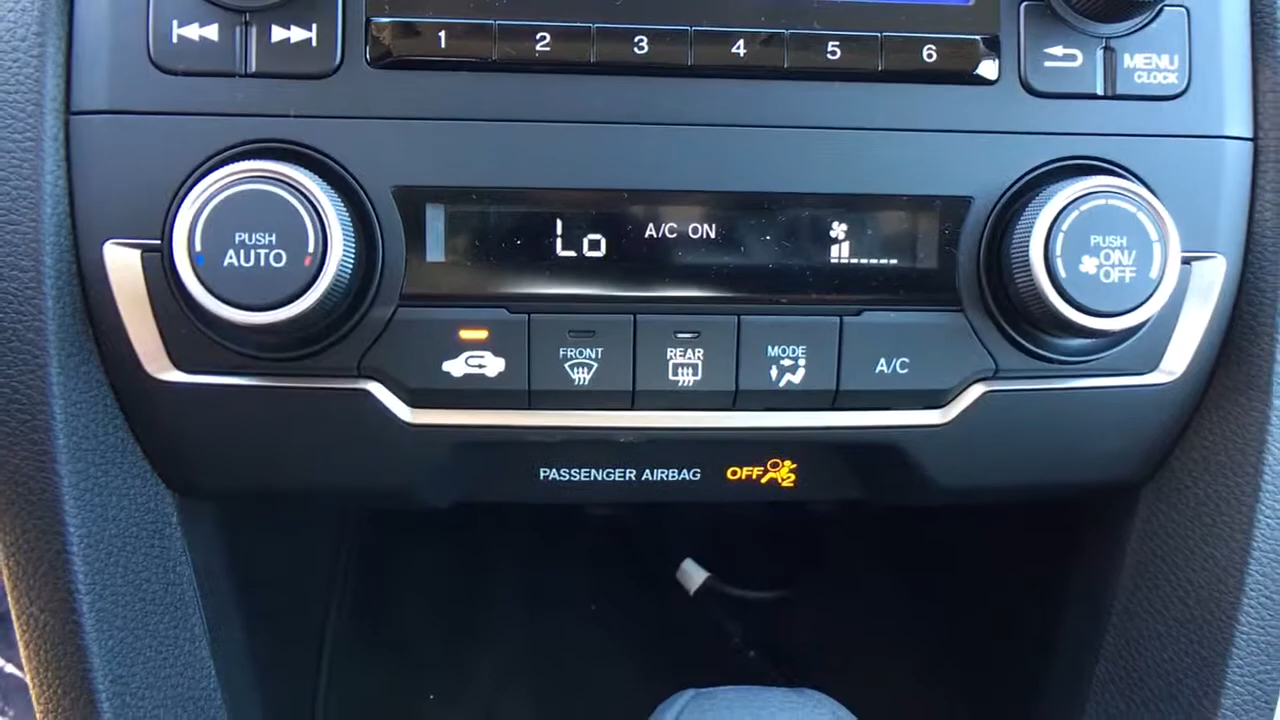 1 2 3 4 5 6
MENU
CLOCK
PUSH
AUTO
Lo A/C ON
PUSH
ON/
OFF
FRONT
REAR
MODE
A/C
PASSENGER AIRBAG OFF 2